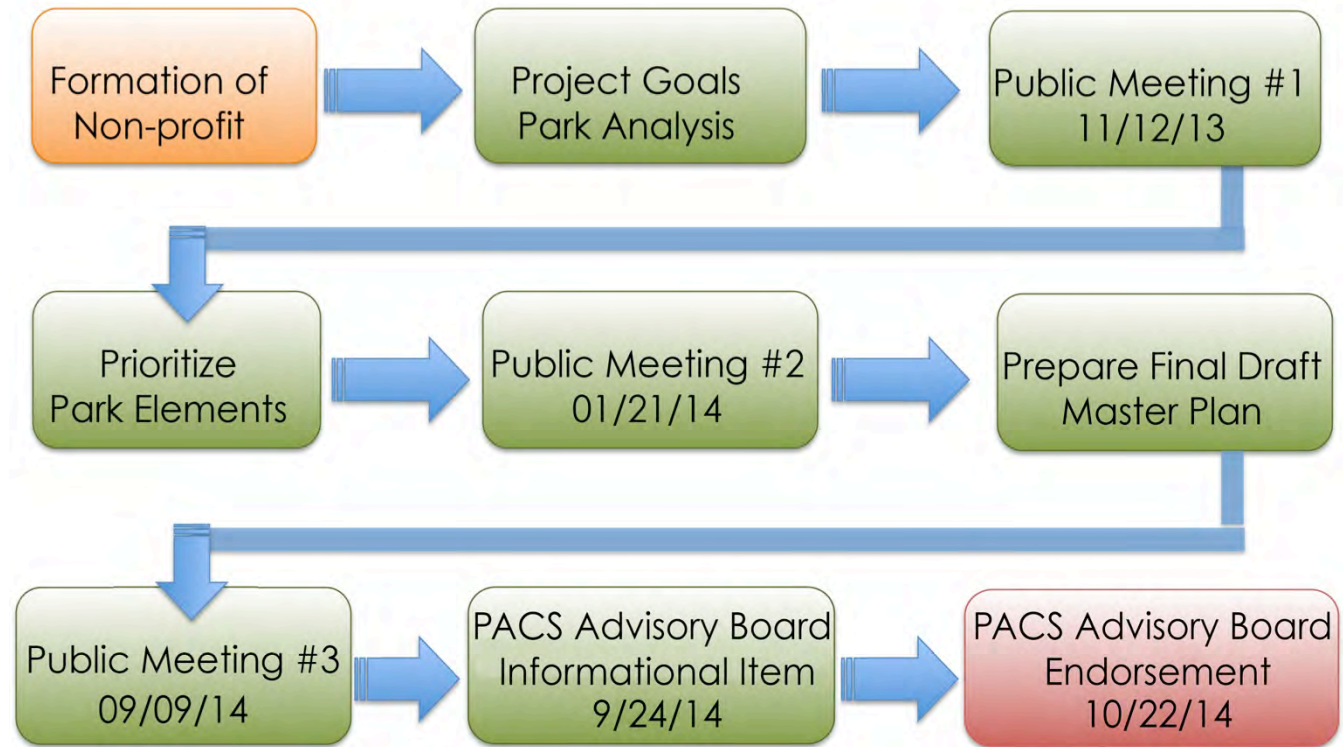 Formation of
Non-profit
Project Goals
Park Analysis
Public Meeting #1
11/12/13
Prioritize
Park Elements
Public Meeting #2
01/21/14
Prepare Final Draft
Master Plan
Public Meeting #3
09/09/14
PACS Advisory Board
Informational Item
9/24/14
PACS Advisory Board
Endorsement
10/22/14